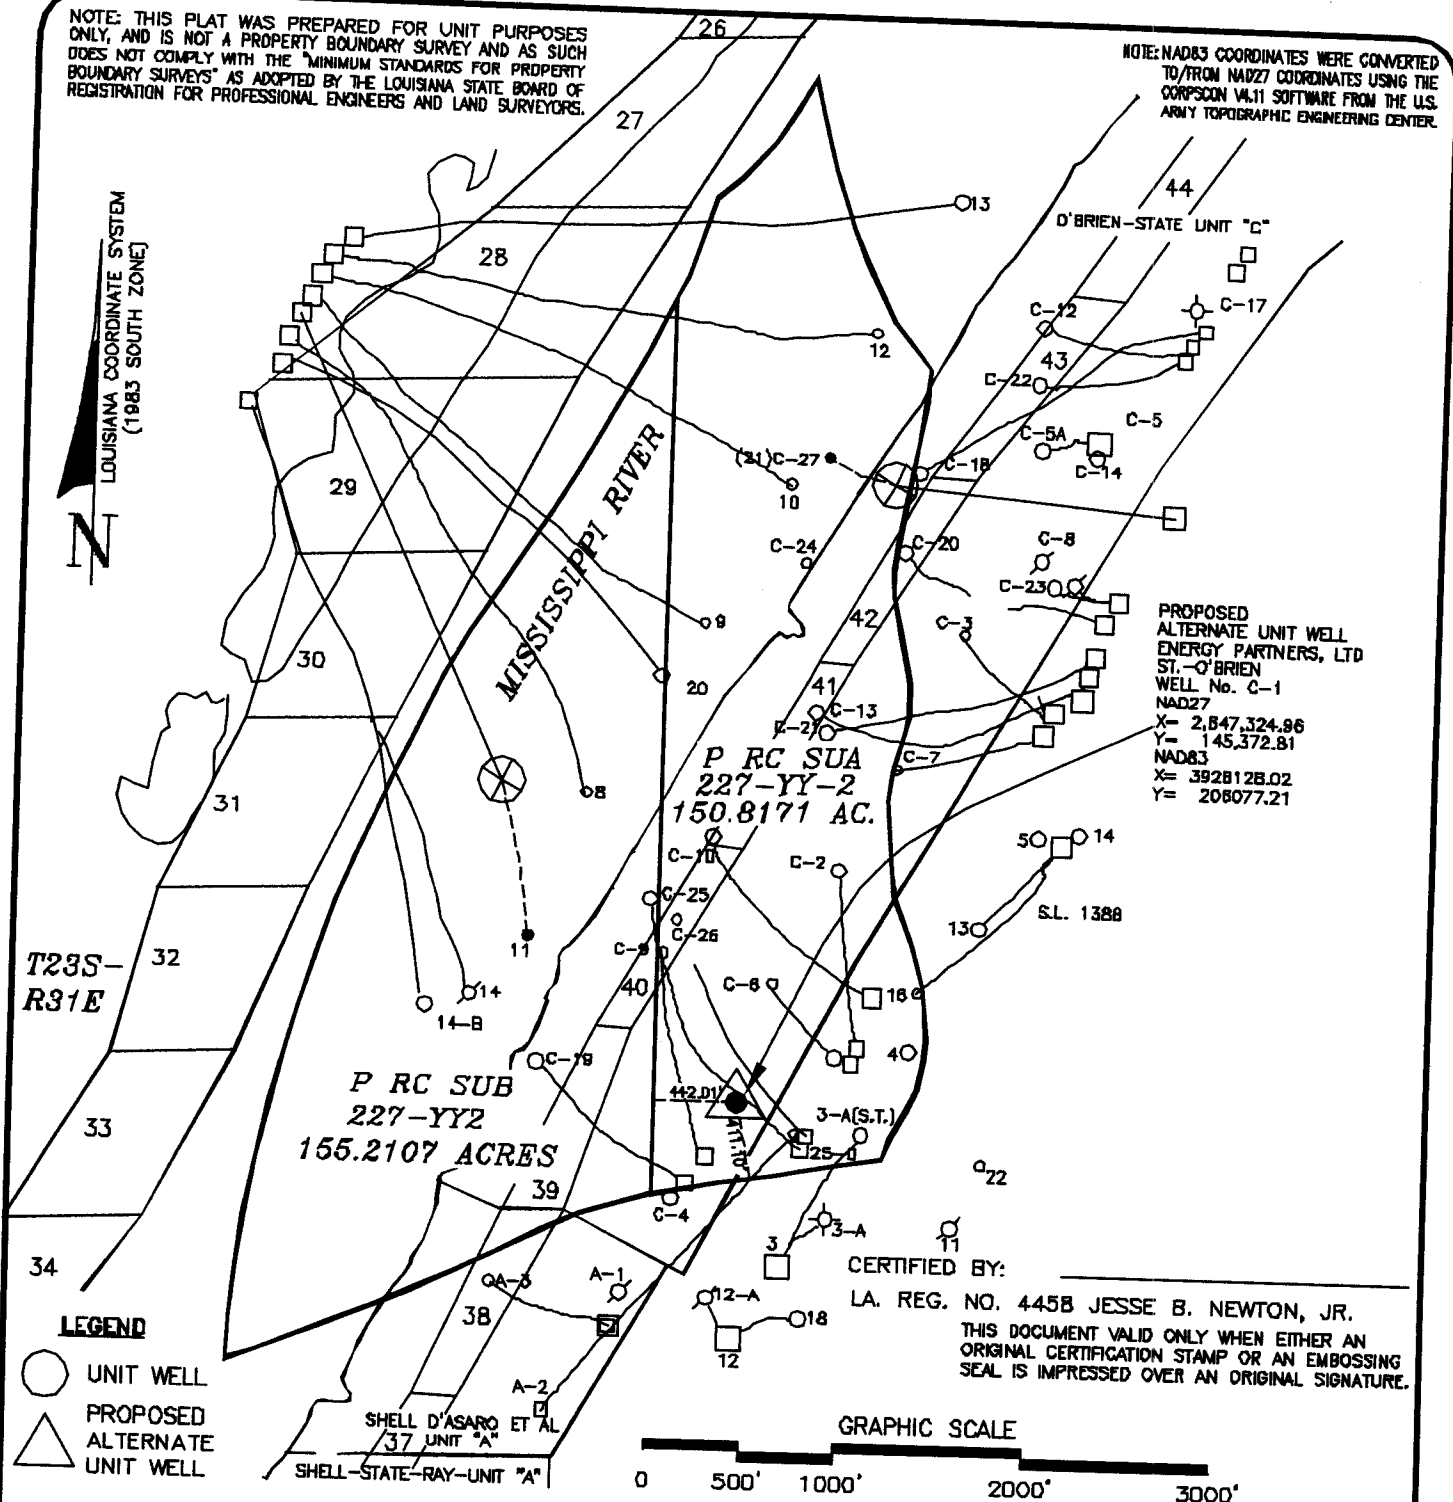 NOTE: THIS PLAT WAS PREPARED FOR UNIT PURPOSES
ONLY, AND IS NOT A PROPERTY BOUNDARY SURVEY AND AS SUCH
DOES NOT COMPLY WITH THE "MINIMUM STANDARDS FOR PROPERTY
BOUNDARY SURVEYS" AS ADOPTED BY THE LOUISIANA STATE BOARD OF
REGISTRATION FOR PROFESSIONAL ENGINEERS AND LAND SURVEYORS.
NOTE: NAD83 COORDINATES WERE CONVERTED
TO/FROM NAD27 COORDINATES USING THE
CORPSCON V4.11 SOFTWARE FROM THE U.S.
ARMY TOPOGRAPHIC ENGINEERING CENTER.
26
27
44
13
O'BRIEN-STATE UNIT "C"
LOUISIANA COORDINATE SYSTEM
(1983 SOUTH ZONE)
N
28
C-17
C-12
12
43
C-22
C-5
C-5A
(21)C-27
C-18
C-14
29
10
MISSISSIPPI RIVER
C-24
C-20
C-8
C-23
42
C-3
9
PROPOSED
ALTERNATE UNIT WELL
ENERGY PARTNERS, LTD
ST.-O'BRIEN
WELL No. C-1
NAD27
X= 2,647,324.96
Y= 145,372.81
NAD83
X= 3928128.02
Y= 206077.21
30
20
41
C-13
C-21
P RC SUA
227-YY-2
150.8171 AC.
C-7
8
31
5
14
C-10
C-2
C-25
S.L. 1388
13
C-26
C-9
11
T23S-
R31E
32
40
C-6
16
14
14-B
4
C-19
P RC SUB
227-YY2
155.2107 ACRES
442.01'
477.10'
3-A(S.T.)
33
25
22
39
C-4
13-A
11
3
34
CERTIFIED BY:
A-3
A-1
12-A
18
LA. REG. NO. 4458 JESSE B. NEWTON, JR.
38
THIS DOCUMENT VALID ONLY WHEN EITHER AN
ORIGINAL CERTIFICATION STAMP OR AN EMBOSSING
SEAL IS IMPRESSED OVER AN ORIGINAL SIGNATURE.
12
LEGEND
UNIT WELL
PROPOSED
ALTERNATE
UNIT WELL
A-2
SHELL D'ASARO ET AL
37 UNIT "A"
SHELL-STATE-RAY-UNIT "A"
GRAPHIC SCALE
0 500' 1000' 2000' 3000'